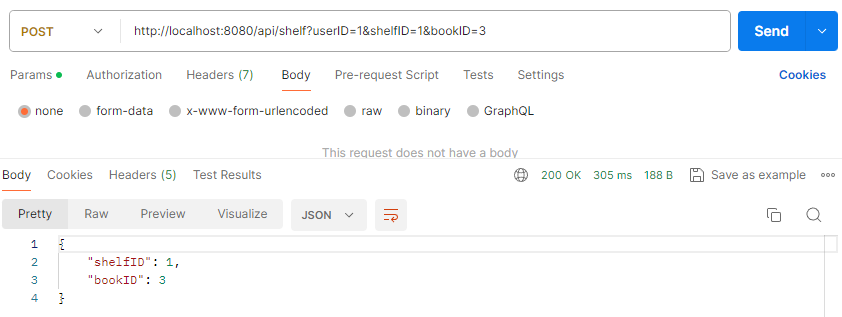 POST http://localhost:8080/api/shelf?userID=1&shelfID=1&bookID=3 Send
Params Authorization Headers (7) Body Pre-request Script Tests Settings Cookies
none form-data x-www-form-urlencoded raw binary GraphQL
This request does not have a body
Body Cookies Headers (5) Test Results 200 OK 305 ms 188 B Save as example
Pretty Raw Preview Visualize JSON
1 {
2 "shelfID": 1,
3 "bookID": 3
4 }